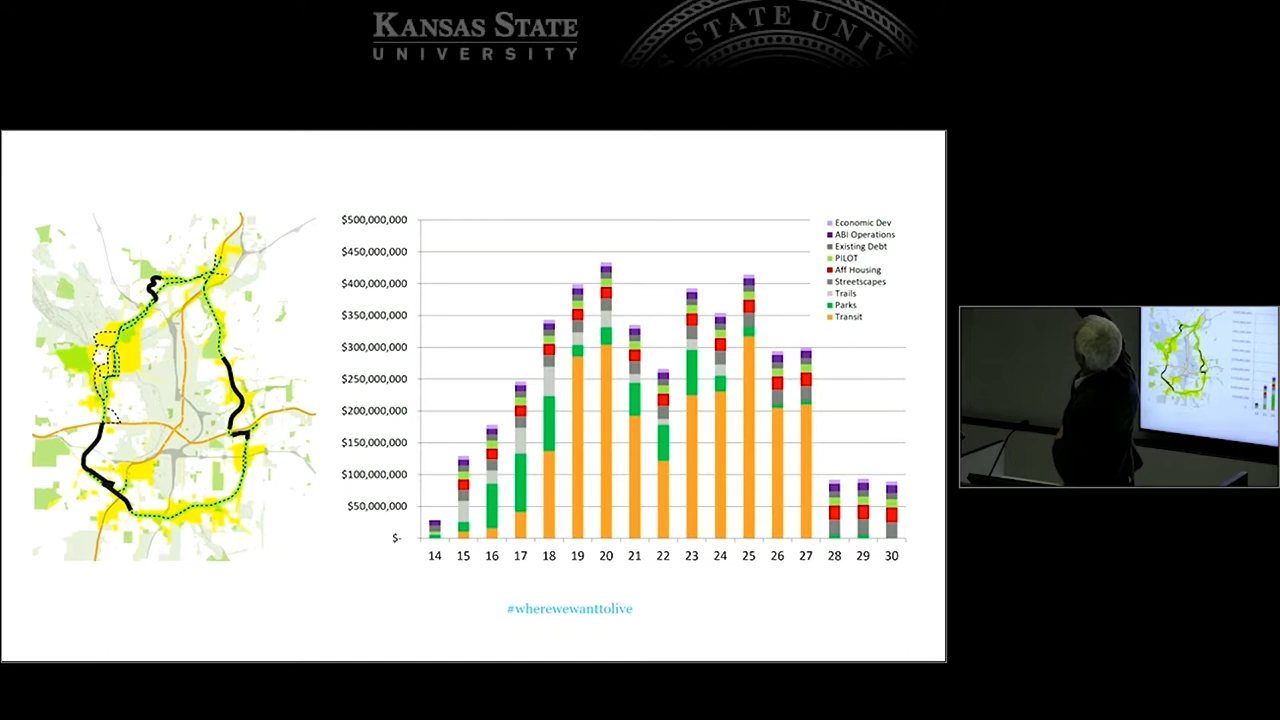 KANSAS STATE
UNIVERSITY
STATE UNIV
$500,000,000
$450,000,000
$400,000,000
$350,000,000
$300,000,000
$250,000,000
$200,000,000
$150,000,000
$100,000,000
$50,000,000
$-
14 15 16 17 18 19 20 21 22 23 24 25 26 27 28 29 30
Economic Dev
ABI Operations
Existing Debt
PILOT
Aff Housing
Streetscapes
Trails
Parks
Transit
#wherewewanttolive